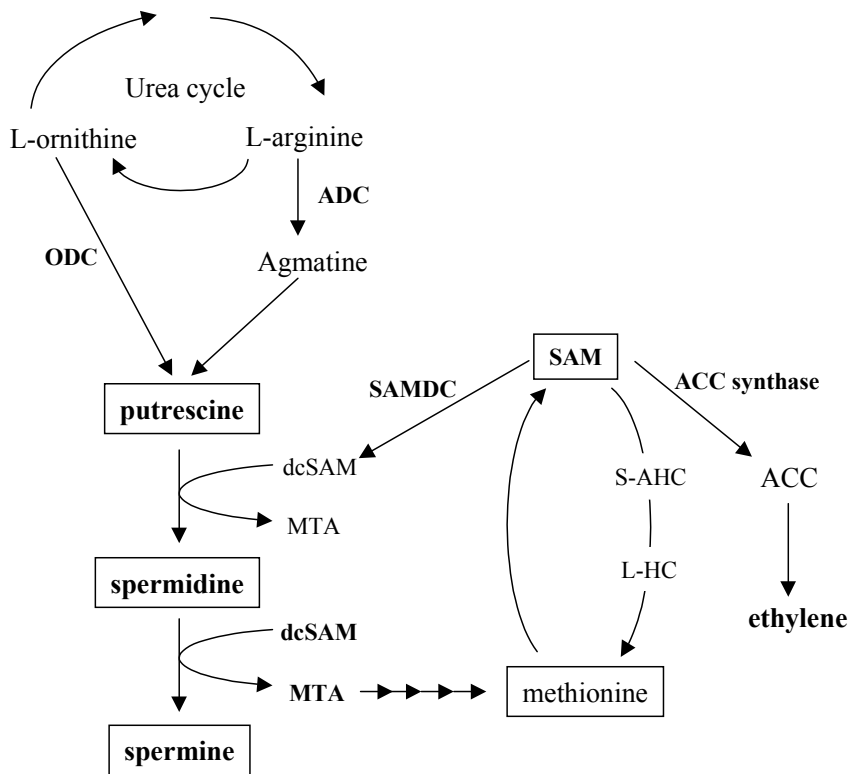 Urea cycle
L-ornithine
L-arginine
ADC
ODC
Agmatine
SAM
SAMDC
ACC synthase
putrescine
dcSAM
S-AHC
ACC
MTA
L-HC
spermidine
ethylene
dcSAM
MTA
methionine
spermine